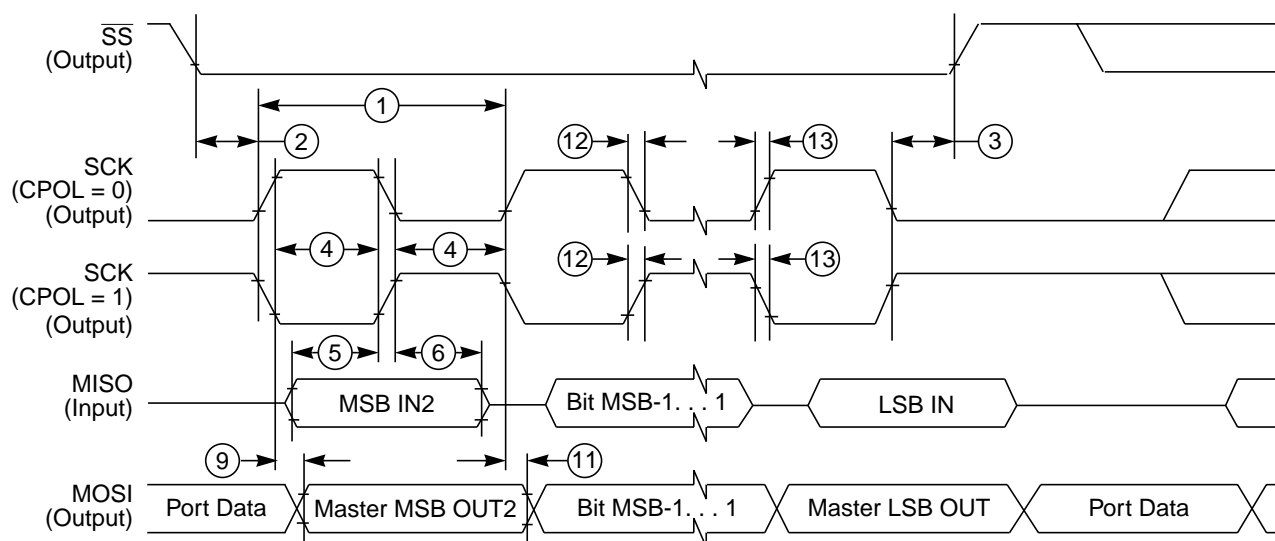 SS
(Output)
1
2
12
13
3
SCK
(CPOL = 0)
(Output)
4
4
SCK
(CPOL = 1)
(Output)
12
13
5
6
MISO
(Input)
MSB IN2
Bit MSB-1. . . 1
LSB IN
9
11
MOSI
(Output)
Port Data
Master MSB OUT2
Bit MSB-1. . . 1
Master LSB OUT
Port Data